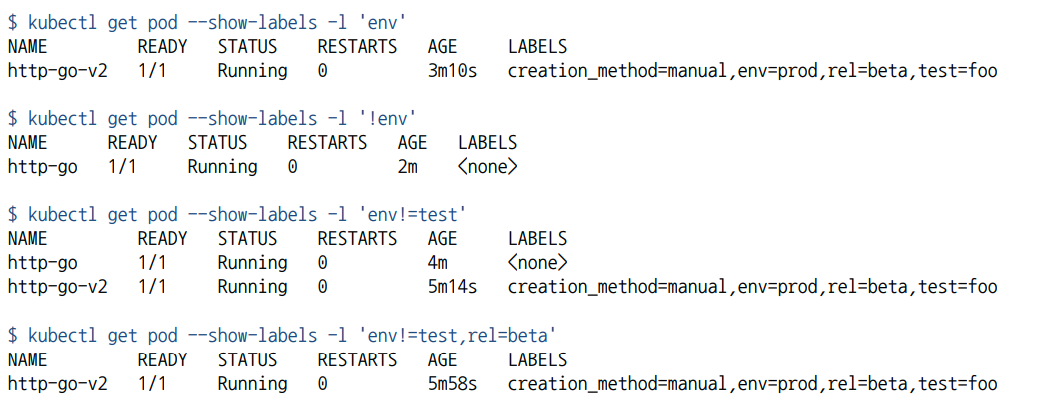 $ kubectl get pod --show-labels -l 'env'
NAME READY STATUS RESTARTS AGE LABELS
http-go-v2 1/1 Running 0 3m10s creation_method=manual,env=prod,rel=beta,test=foo
$ kubectl get pod --show-labels -l '!env'
NAME READY STATUS RESTARTS AGE LABELS
http-go 1/1 Running 0 2m <none>
$ kubectl get pod --show-labels -l 'env!=test'
NAME READY STATUS RESTARTS AGE LABELS
http-go 1/1 Running 0 4m <none>
http-go-v2 1/1 Running 0 5m14s creation_method=manual,env=prod,rel=beta,test=foo
$ kubectl get pod --show-labels -l 'env!=test,rel=beta'
NAME READY STATUS RESTARTS AGE LABELS
http-go-v2 1/1 Running 0 5m58s creation_method=manual,env=prod,rel=beta,test=foo